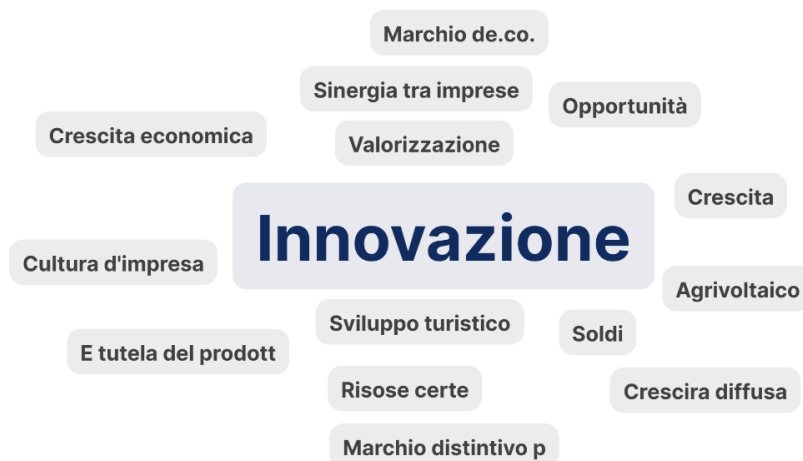 Marchio de.co.
Sinergia tra imprese
Opportunità
Crescita economica
Valorizzazione
Crescita
Innovazione
Cultura d'impresa
Agrivoltaico
Sviluppo turistico
Soldi
E tutela del prodott
Risose certe
Crescira diffusa
Marchio distintivo p